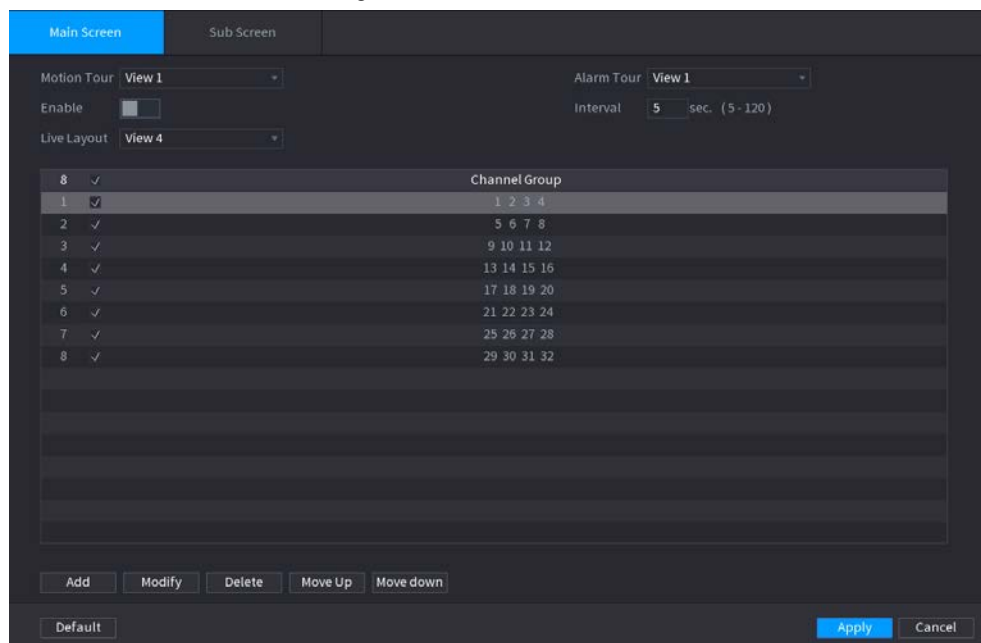 Main Screen Sub Screen
Motion Tour View 1 Alarm Tour View 1
Enable Interval 5 sec. (5-120)
Live Layout View 4
8 Channel Group
1 1 2 3 4
2 5 6 7 8
3 9 10 11 12
4 13 14 15 16
5 17 18 19 20
6 21 22 23 24
7 25 26 27 28
8 29 30 31 32
Add Modify Delete Move Up Move down
Default Apply Cancel